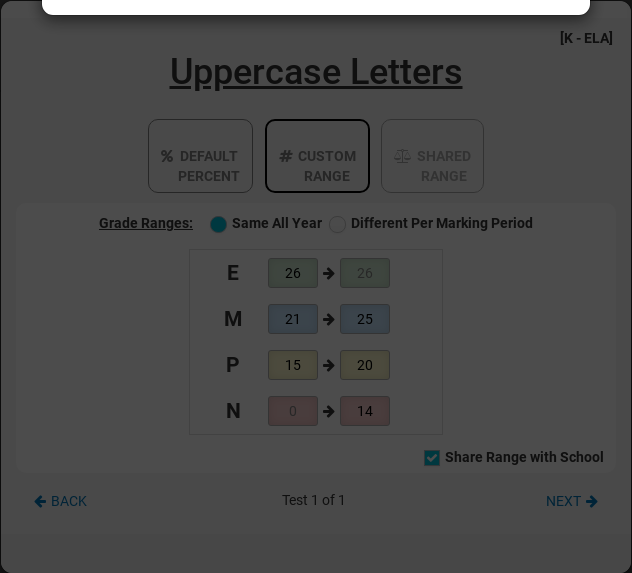 [K - ELA]
Uppercase Letters
% DEFAULT PERCENT
# CUSTOM RANGE
SHARED RANGE
Grade Ranges: Same All Year Different Per Marking Period
E 26 → 26
M 21 → 25
P 15 → 20
N 0 → 14
Share Range with School
← BACK Test 1 of 1 NEXT →